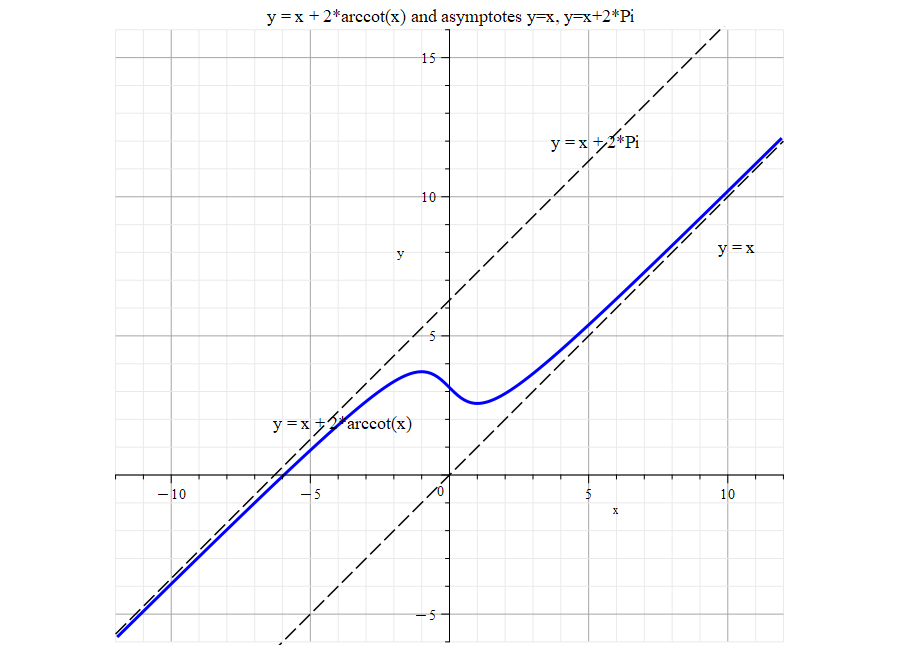 y = x + 2*arccot(x) and asymptotes y=x, y=x+2*Pi
15
y = x + 2*Pi
10
y = x
y
5
y = x + 2*arccot(x)
−10
−5
0
5
10
x
−5